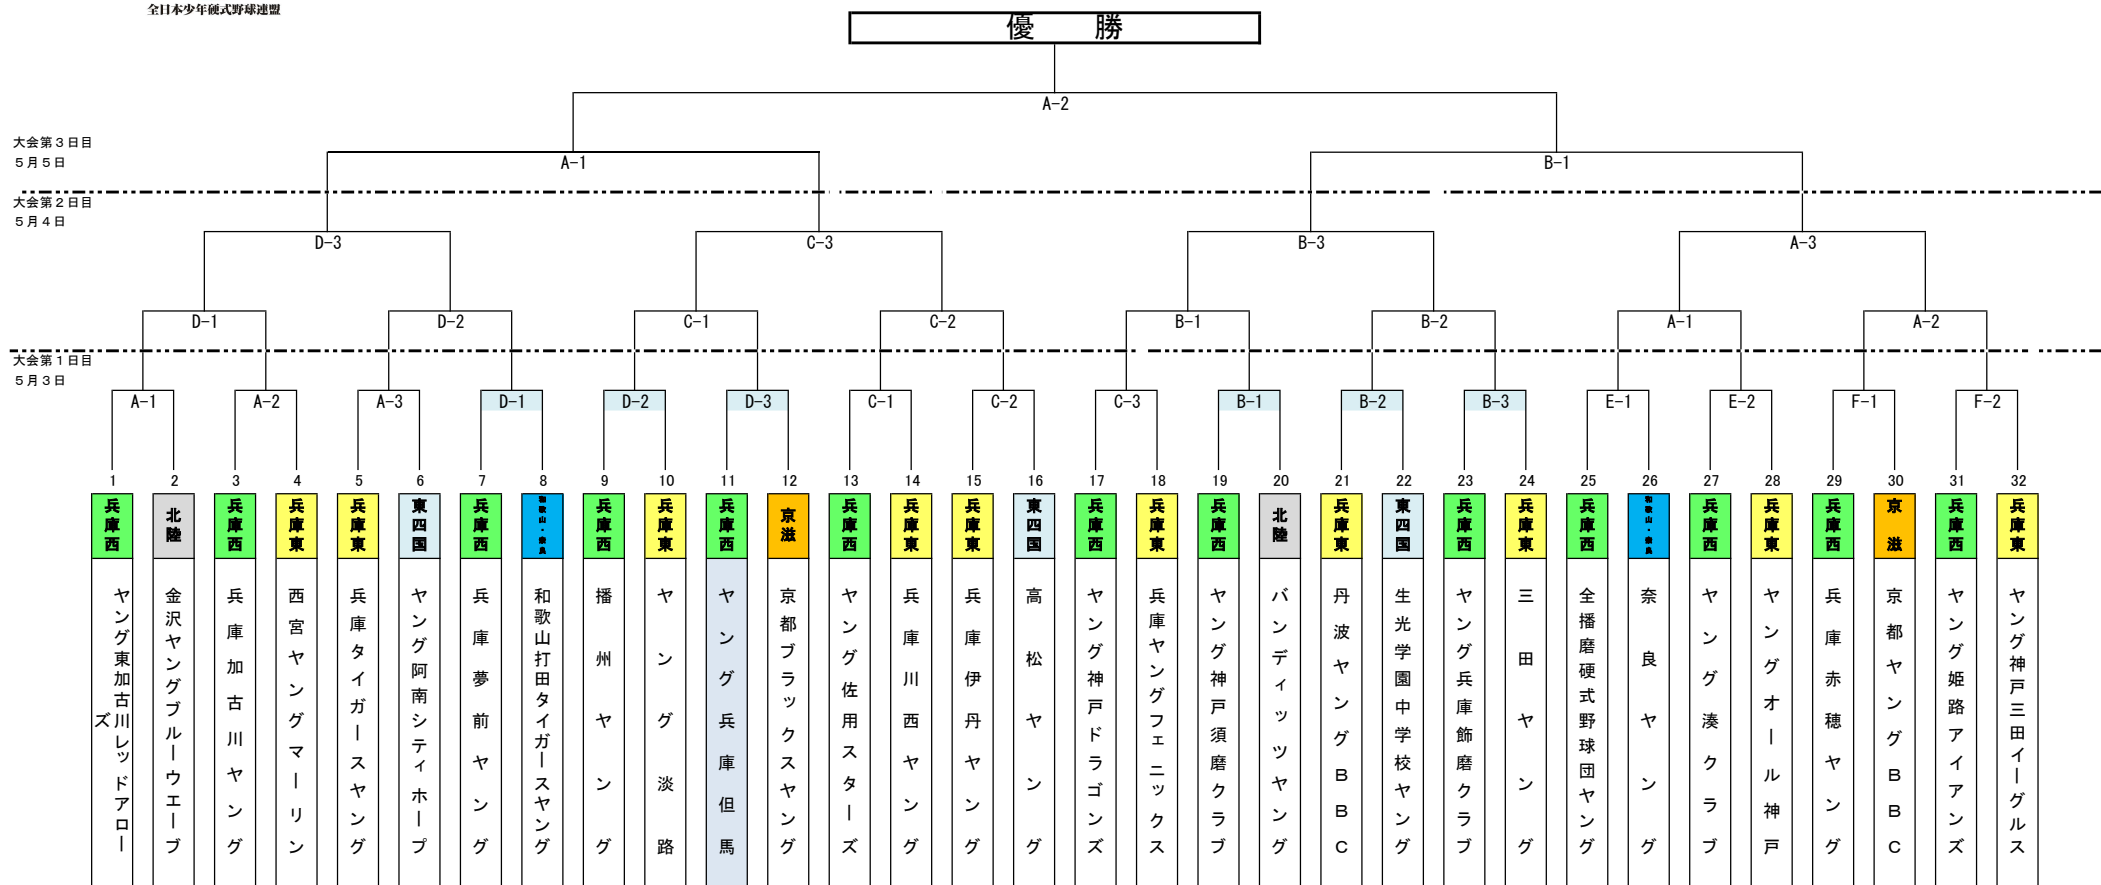 全日本少年硬式野球連盟
優　勝
A-2
大会第３日目
５月５日
A-1
B-1
大会第２日目
５月４日
D-3
C-3
B-3
A-3
D-1
D-2
C-1
C-2
B-1
B-2
A-1
A-2
大会第１日目
５月３日
A-1
A-2
A-3
D-1
D-2
D-3
C-1
C-2
C-3
B-1
B-2
B-3
E-1
E-2
F-1
F-2
1
兵庫西
ヤング東加古川レッドアローズ
2
北陸
金沢ヤングブルーウエーブ
3
兵庫西
兵庫加古川ヤング
4
兵庫東
西宮ヤングマーリン
5
兵庫東
兵庫タイガースヤング
6
東四国
ヤング阿南シティホープ
7
兵庫西
兵庫夢前ヤング
8
和歌山・奈良
和歌山打田タイガースヤング
9
兵庫西
播州ヤング
10
兵庫東
ヤング淡路
11
兵庫西
ヤング兵庫但馬
12
京滋
京都ブラックスヤング
13
兵庫西
ヤング佐用スターズ
14
兵庫東
兵庫川西ヤング
15
兵庫東
兵庫伊丹ヤング
16
東四国
高松ヤング
17
兵庫西
ヤング神戸ドラゴンズ
18
兵庫東
兵庫ヤングフェニックス
19
兵庫西
ヤング神戸須磨クラブ
20
北陸
バンディッツヤング
21
兵庫東
丹波ヤングＢＢＣ
22
東四国
生光学園中学校ヤング
23
兵庫西
ヤング兵庫飾磨クラブ
24
兵庫東
三田ヤング
25
兵庫西
全播磨硬式野球団ヤング
26
和歌山・奈良
奈良ヤング
27
兵庫西
ヤング湊クラブ
28
兵庫東
ヤングオール神戸
29
兵庫西
兵庫赤穂ヤング
30
京滋
京都ヤングＢＢＣ
31
兵庫西
ヤング姫路アイアンズ
32
兵庫東
ヤング神戸三田イーグルス